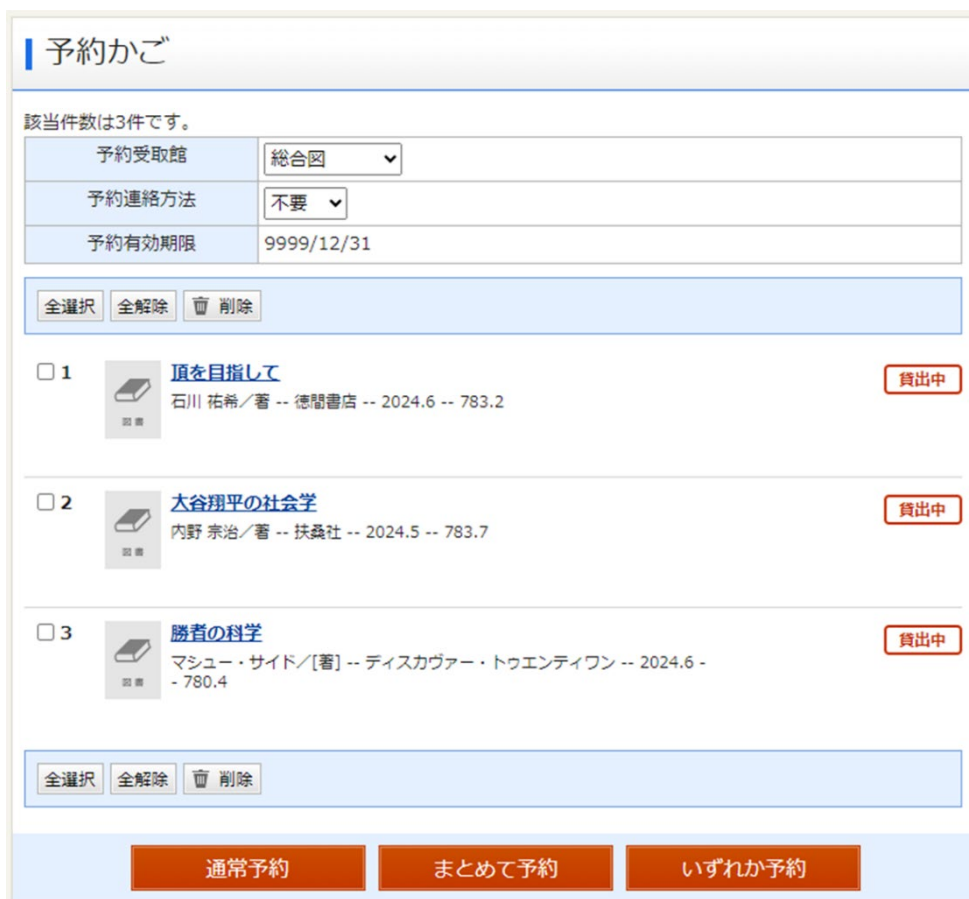 予約かご
該当件数は3件です。
予約受取館 総合図
予約連絡方法 不要
予約有効期限 9999/12/31
全選択 全解除 削除
1 頂を目指して 貸出中
石川 祐希／著 -- 徳間書店 -- 2024.6 -- 783.2
図書
2 大谷翔平の社会学 貸出中
内野 宗治／著 -- 扶桑社 -- 2024.5 -- 783.7
図書
3 勝者の科学 貸出中
マシュー・サイド／[著] -- ディスカヴァー・トゥエンティワン -- 2024.6 -
- 780.4
図書
全選択 全解除 削除
通常予約 まとめて予約 いずれか予約